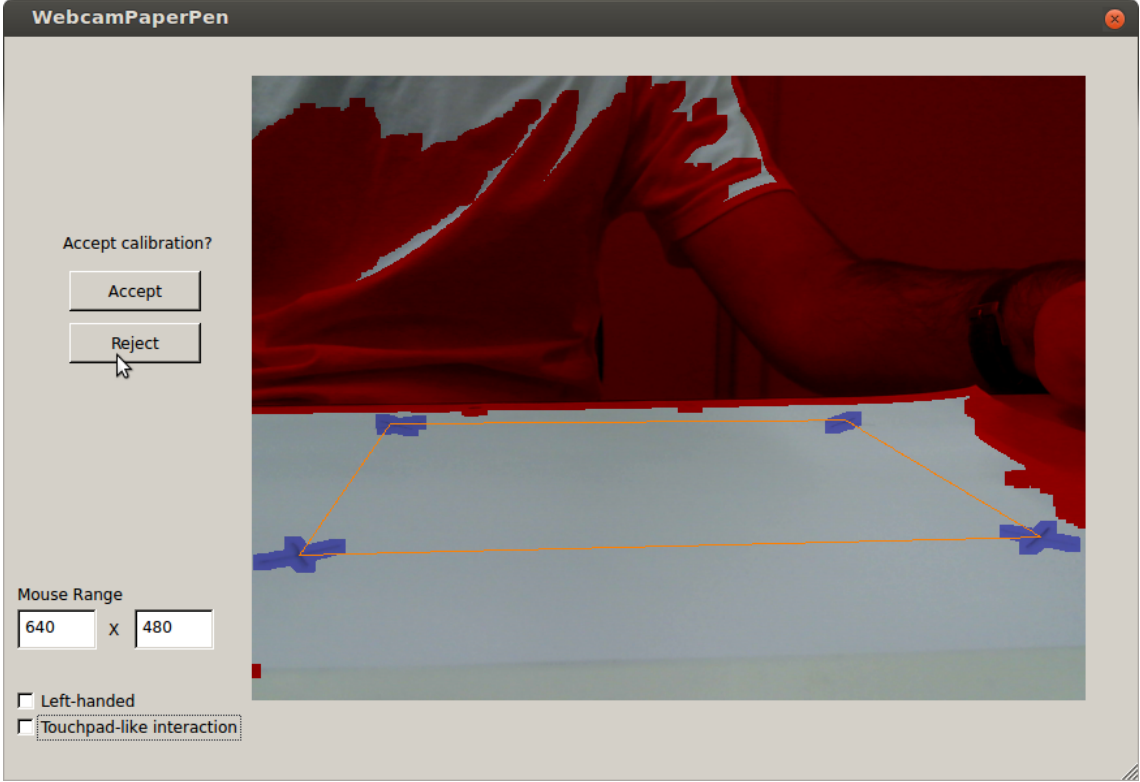 WebcamPaperPen
Accept calibration?
Accept
Reject
Mouse Range
640 X 480
Left-handed
Touchpad-like interaction